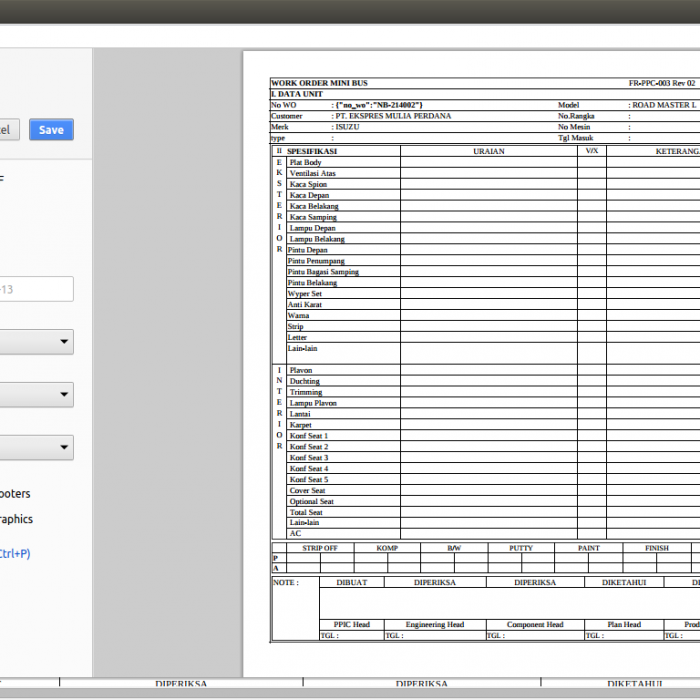 WORK ORDER MINI BUS FR-PPC-003 Rev 02
I. DATA UNIT
No WO : {"no_wo":"NB-214002"} Model : ROAD MASTER L
Customer : PT. EKSPRES MULIA PERDANA No.Rangka :
Merk : ISUZU No Mesin :
type : Tgl Masuk :
Save
II SPESIFIKASI URAIAN V/X KETERANG
E Plat Body
K Ventilasi Atas
S Kaca Spion
T Kaca Depan
E Kaca Belakang
R Kaca Samping
I Lampu Depan
O Lampu Belakang
R Pintu Depan
Pintu Penumpang
Pintu Bagasi Samping
Pintu Belakang
Wyper Set
Anti Karat
Warna
Strip
Letter
Lain-lain
I Plavon
N Duchting
T Trimming
E Lampu Plavon
R Lantai
I Karpet
O Konf Seat 1
R Konf Seat 2
Konf Seat 3
Konf Seat 4
Konf Seat 5
Cover Seat
Optional Seat
Total Seat
Lain-lain
AC
STRIP OFF KOMP B/W PUTTY PAINT FINISH
P
A
NOTE : DIBUAT DIPERIKSA DIPERIKSA DIKETAHUI
PPIC Head Engineering Head Component Head Plan Head Prod
TGL : TGL : TGL : TGL : TGL :
DIPERIKSA DIPERIKSA DIKETAHUI
el
-13
ooters
raphics
Ctrl+P)